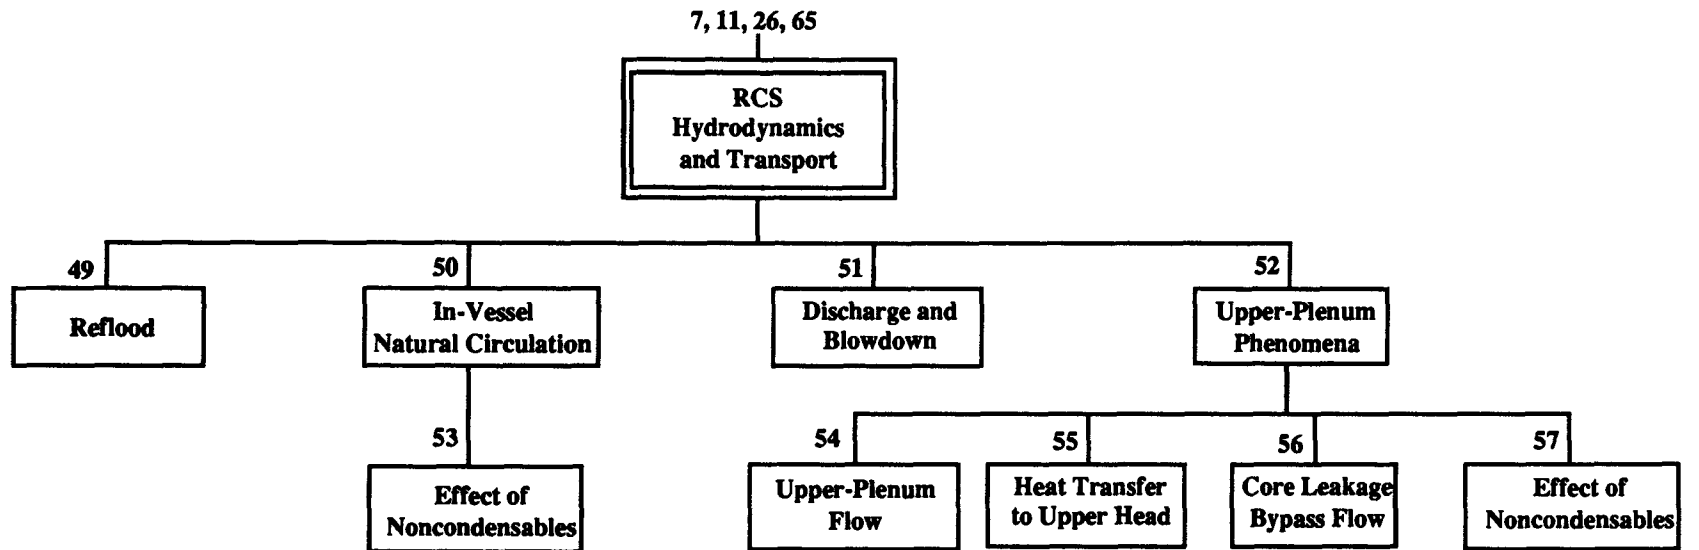 7, 11, 26, 65
RCS
Hydrodynamics
and Transport
49
Reflood
50
In-Vessel
Natural Circulation
51
Discharge and
Blowdown
52
Upper-Plenum
Phenomena
53
Effect of
Noncondensables
54
Upper-Plenum
Flow
55
Heat Transfer
to Upper Head
56
Core Leakage
Bypass Flow
57
Effect of
Noncondensables